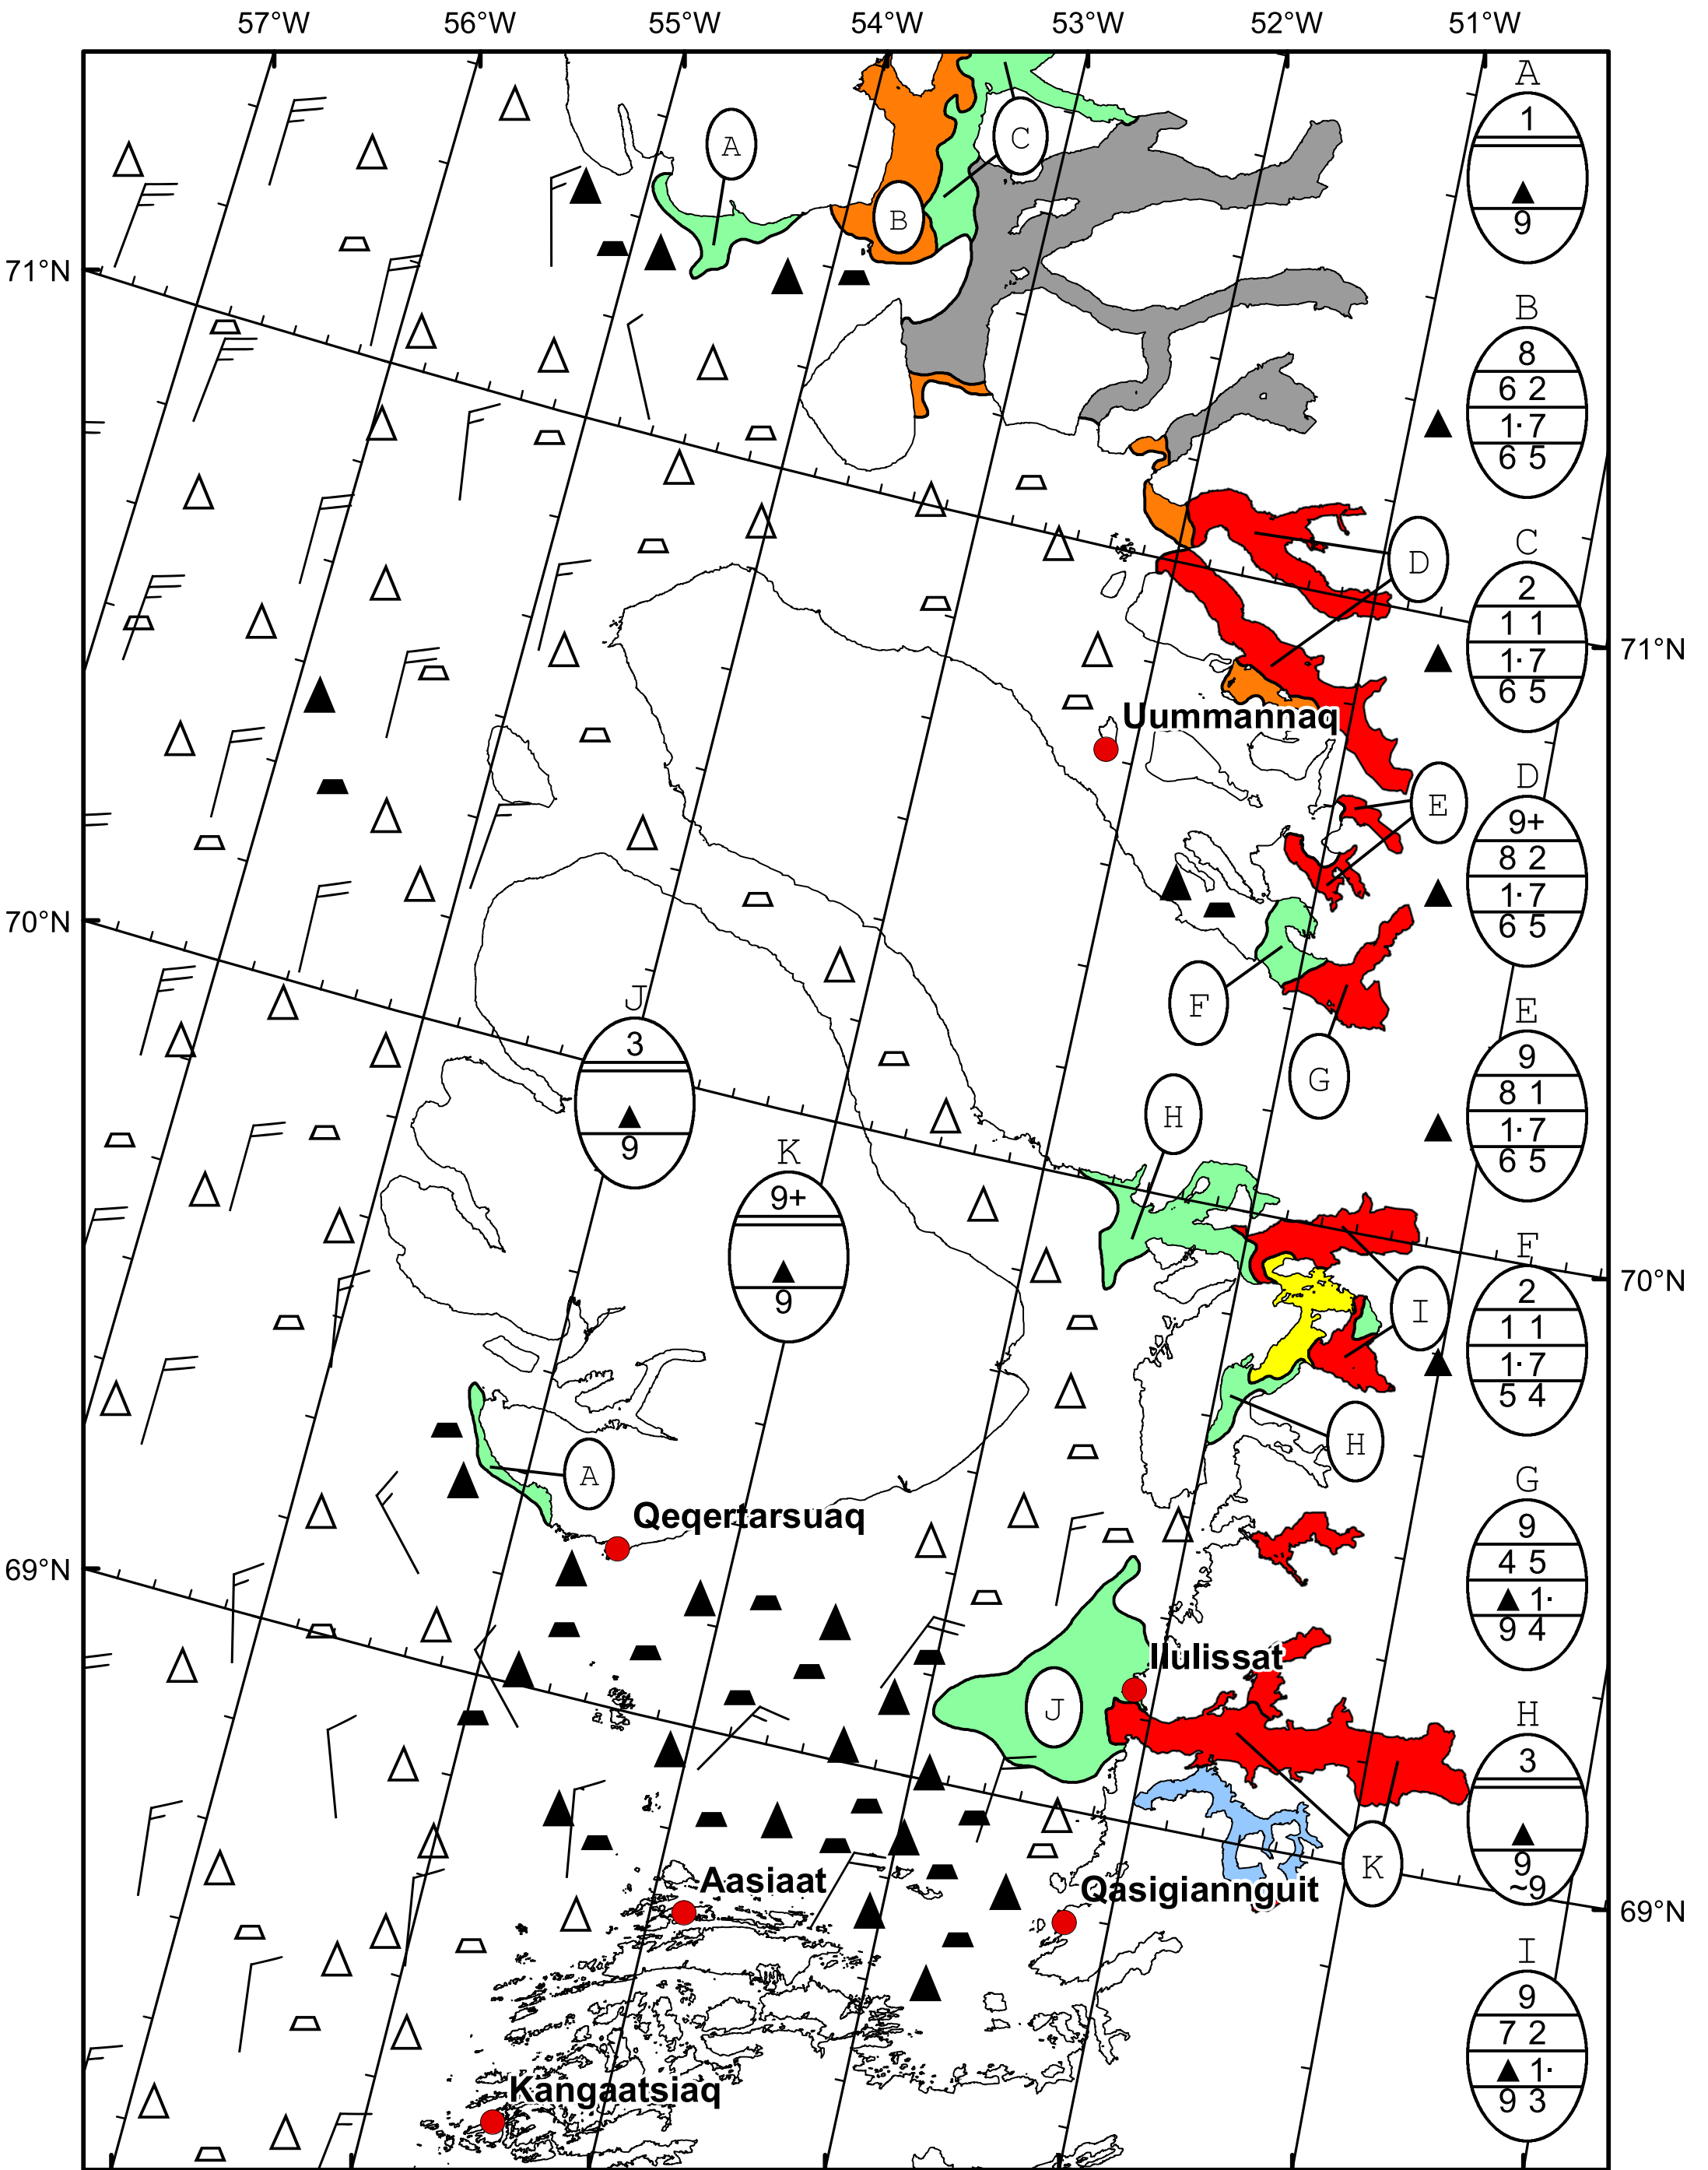 57°W 56°W 55°W 54°W 53°W 52°W 51°W
A
1
9
A
C
B
71°N
B
8
6 2
1· 7
6 5
C
2
1 1
1· 7
6 5
D
71°N
Uummannaq
D
9+
8 2
1· 7
6 5
E
70°N
E
9
8 1
1· 7
6 5
F
G
J
3
9
H
K
9+
9
F
2
1 1
1· 7
5 4
70°N
I
H
A
Qeqertarsuaq
G
9
4 5
1·
9 4
69°N
Ilulissat
J
H
3
9
~9
K
Aasiaat
Qasigiannguit
69°N
I
9
7 2
1·
9 3
Kangaatsiaq